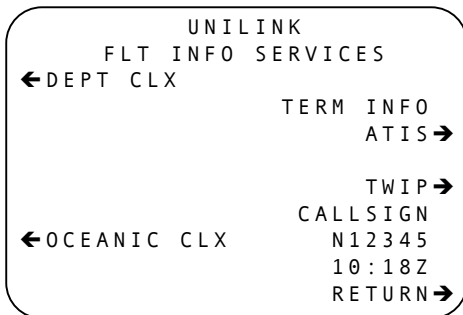 UNILINK
FLT INFO SERVICES
←DEPT CLX
TERM INFO
ATIS→
TWIP→
CALLSIGN
←OCEANIC CLX N12345
10:18Z
RETURN→